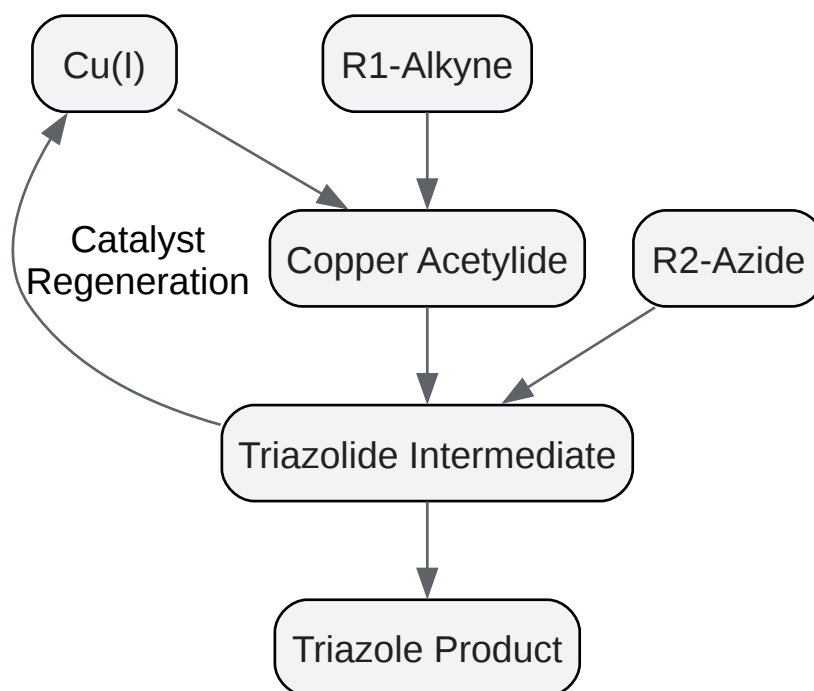 Cu(I)
R1-Alkyne
Catalyst
Regeneration
Copper Acetylide
R2-Azide
Triazolide Intermediate
Triazole Product